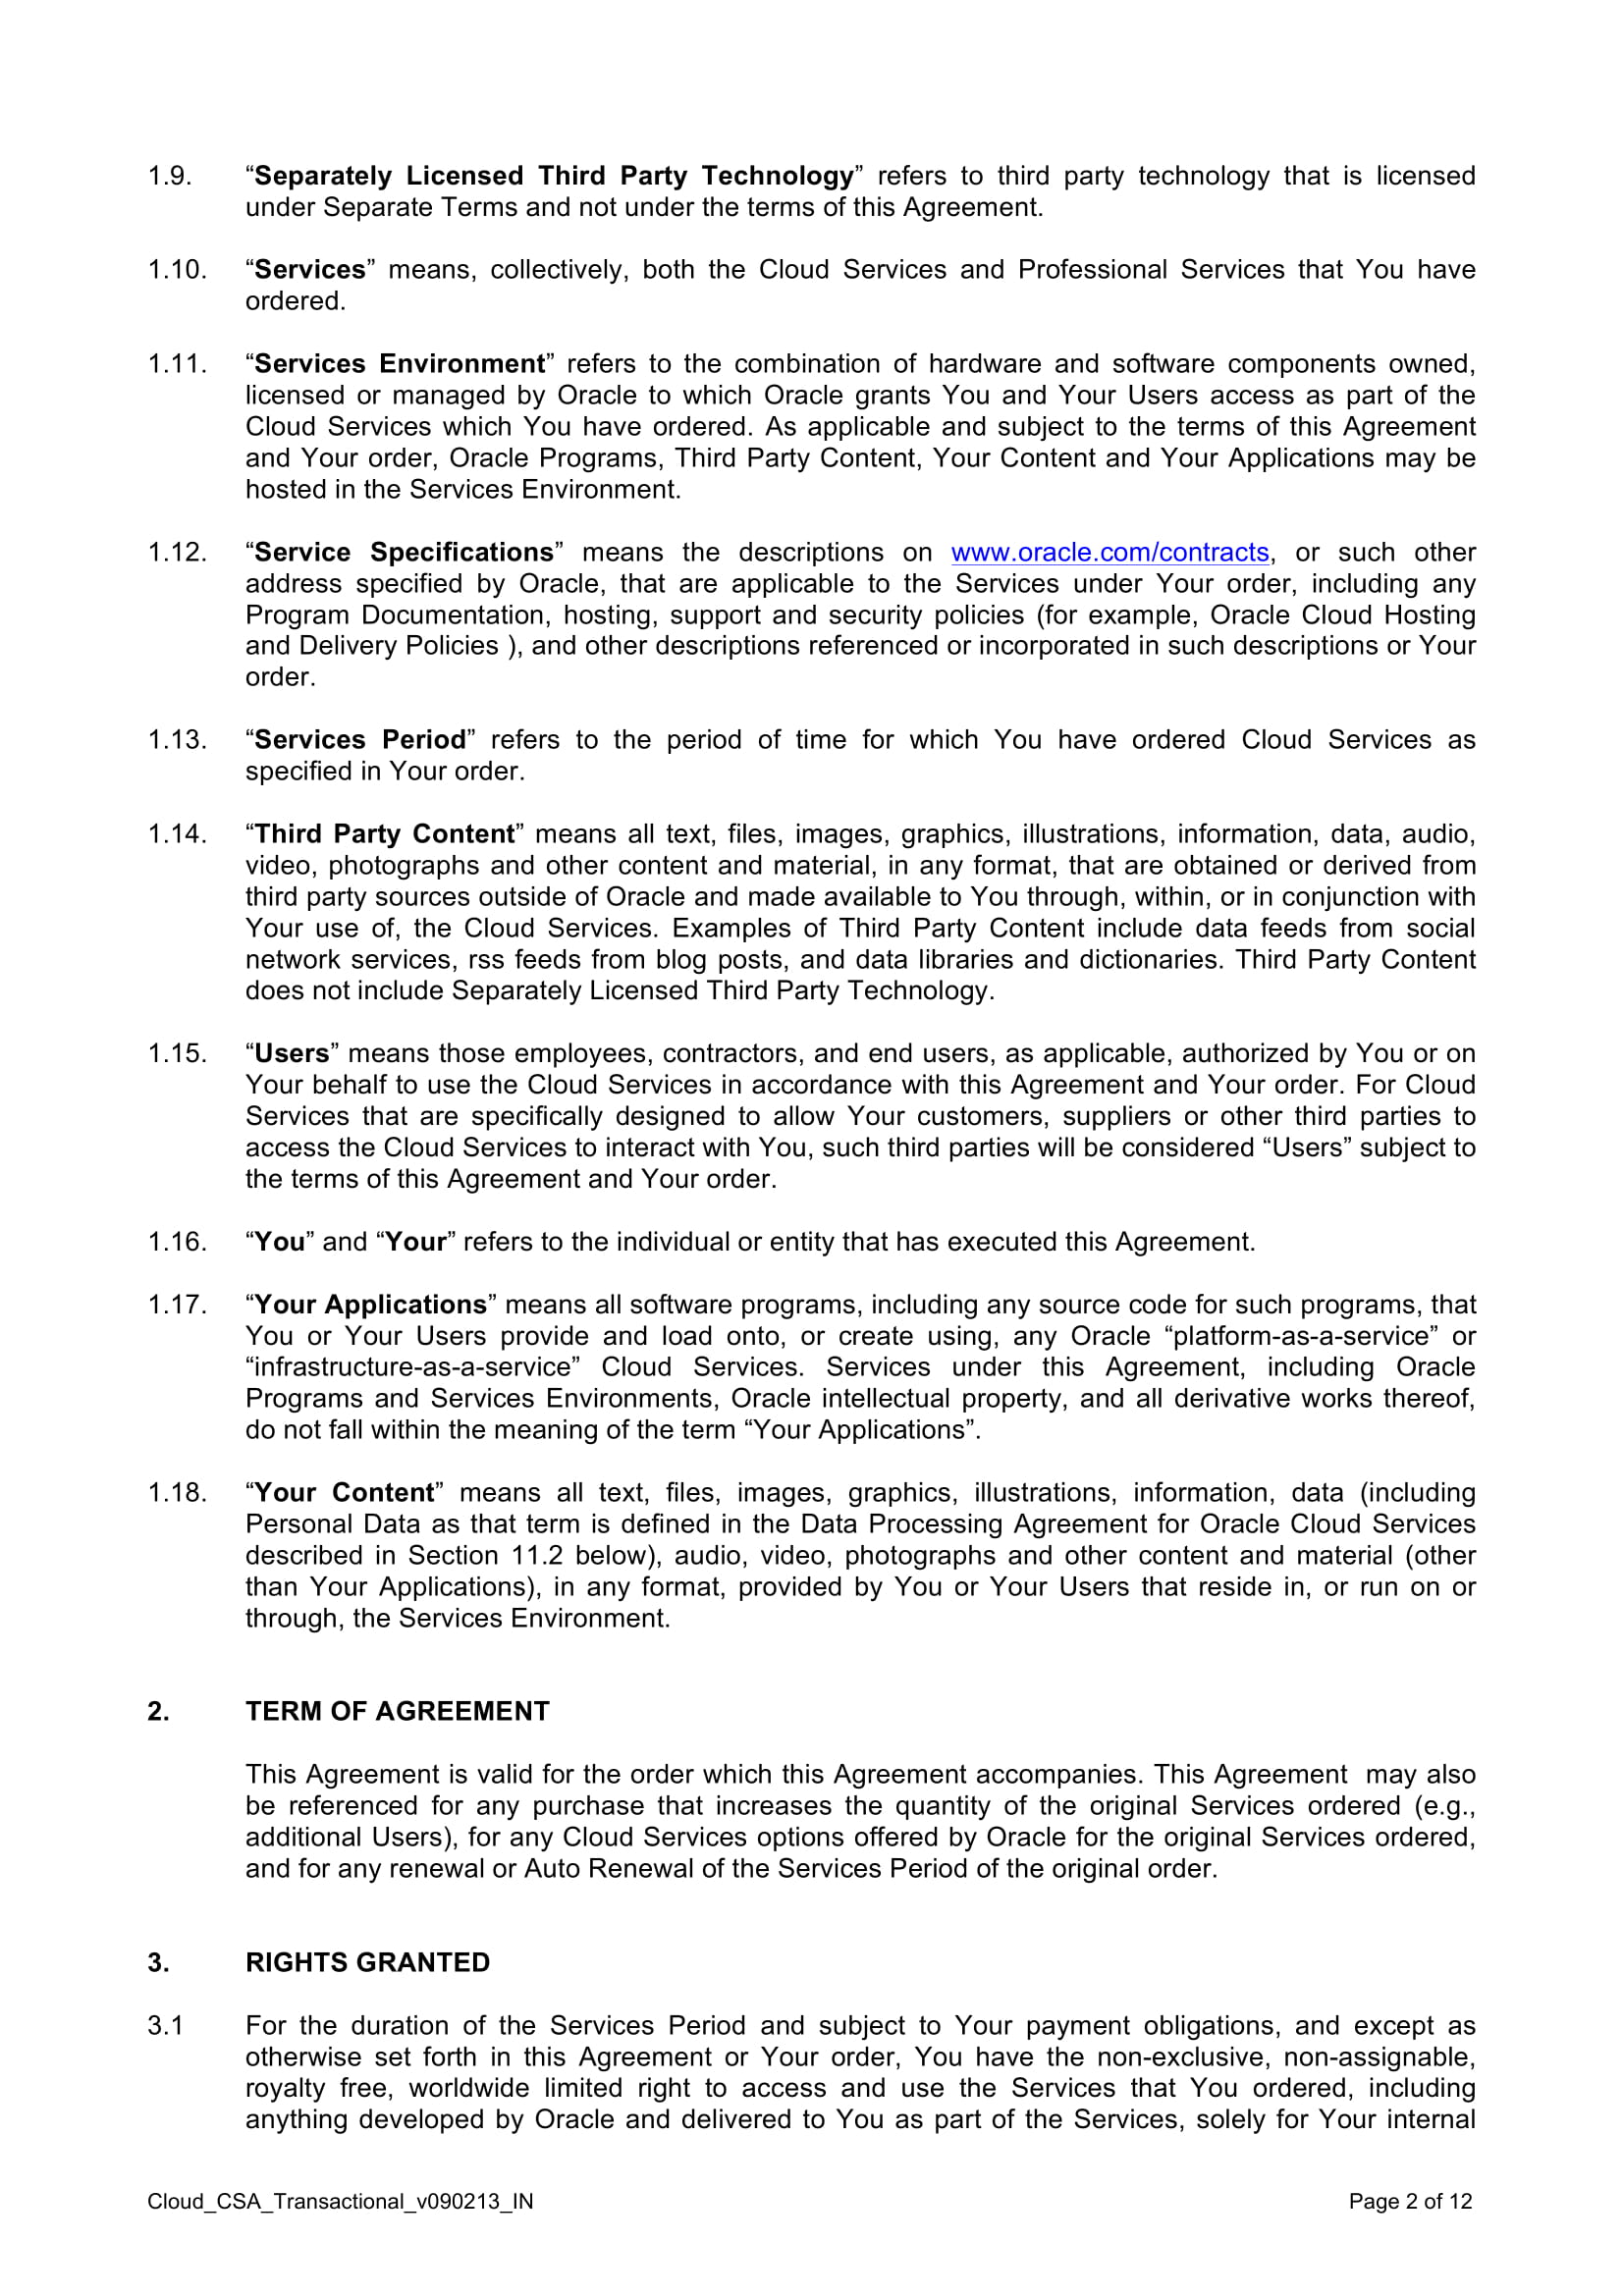 1.9. “Separately Licensed Third Party Technology” refers to third party technology that is licensed
under Separate Terms and not under the terms of this Agreement.
1.10. “Services” means, collectively, both the Cloud Services and Professional Services that You have
ordered.
1.11. “Services Environment” refers to the combination of hardware and software components owned,
licensed or managed by Oracle to which Oracle grants You and Your Users access as part of the
Cloud Services which You have ordered. As applicable and subject to the terms of this Agreement
and Your order, Oracle Programs, Third Party Content, Your Content and Your Applications may be
hosted in the Services Environment.
1.12. “Service Specifications” means the descriptions on www.oracle.com/contracts, or such other
address specified by Oracle, that are applicable to the Services under Your order, including any
Program Documentation, hosting, support and security policies (for example, Oracle Cloud Hosting
and Delivery Policies ), and other descriptions referenced or incorporated in such descriptions or Your
order.
1.13. “Services Period” refers to the period of time for which You have ordered Cloud Services as
specified in Your order.
1.14. “Third Party Content” means all text, files, images, graphics, illustrations, information, data, audio,
video, photographs and other content and material, in any format, that are obtained or derived from
third party sources outside of Oracle and made available to You through, within, or in conjunction with
Your use of, the Cloud Services. Examples of Third Party Content include data feeds from social
network services, rss feeds from blog posts, and data libraries and dictionaries. Third Party Content
does not include Separately Licensed Third Party Technology.
1.15. “Users” means those employees, contractors, and end users, as applicable, authorized by You or on
Your behalf to use the Cloud Services in accordance with this Agreement and Your order. For Cloud
Services that are specifically designed to allow Your customers, suppliers or other third parties to
access the Cloud Services to interact with You, such third parties will be considered “Users” subject to
the terms of this Agreement and Your order.
1.16. “You” and “Your” refers to the individual or entity that has executed this Agreement.
1.17. “Your Applications” means all software programs, including any source code for such programs, that
You or Your Users provide and load onto, or create using, any Oracle “platform-as-a-service” or
“infrastructure-as-a-service” Cloud Services. Services under this Agreement, including Oracle
Programs and Services Environments, Oracle intellectual property, and all derivative works thereof,
do not fall within the meaning of the term “Your Applications”.
1.18. “Your Content” means all text, files, images, graphics, illustrations, information, data (including
Personal Data as that term is defined in the Data Processing Agreement for Oracle Cloud Services
described in Section 11.2 below), audio, video, photographs and other content and material (other
than Your Applications), in any format, provided by You or Your Users that reside in, or run on or
through, the Services Environment.
2. TERM OF AGREEMENT
This Agreement is valid for the order which this Agreement accompanies. This Agreement  may also
be referenced for any purchase that increases the quantity of the original Services ordered (e.g.,
additional Users), for any Cloud Services options offered by Oracle for the original Services ordered,
and for any renewal or Auto Renewal of the Services Period of the original order.
3. RIGHTS GRANTED
3.1 For the duration of the Services Period and subject to Your payment obligations, and except as
otherwise set forth in this Agreement or Your order, You have the non-exclusive, non-assignable,
royalty free, worldwide limited right to access and use the Services that You ordered, including
anything developed by Oracle and delivered to You as part of the Services, solely for Your internal
Cloud_CSA_Transactional_v090213_IN Page 2 of 12